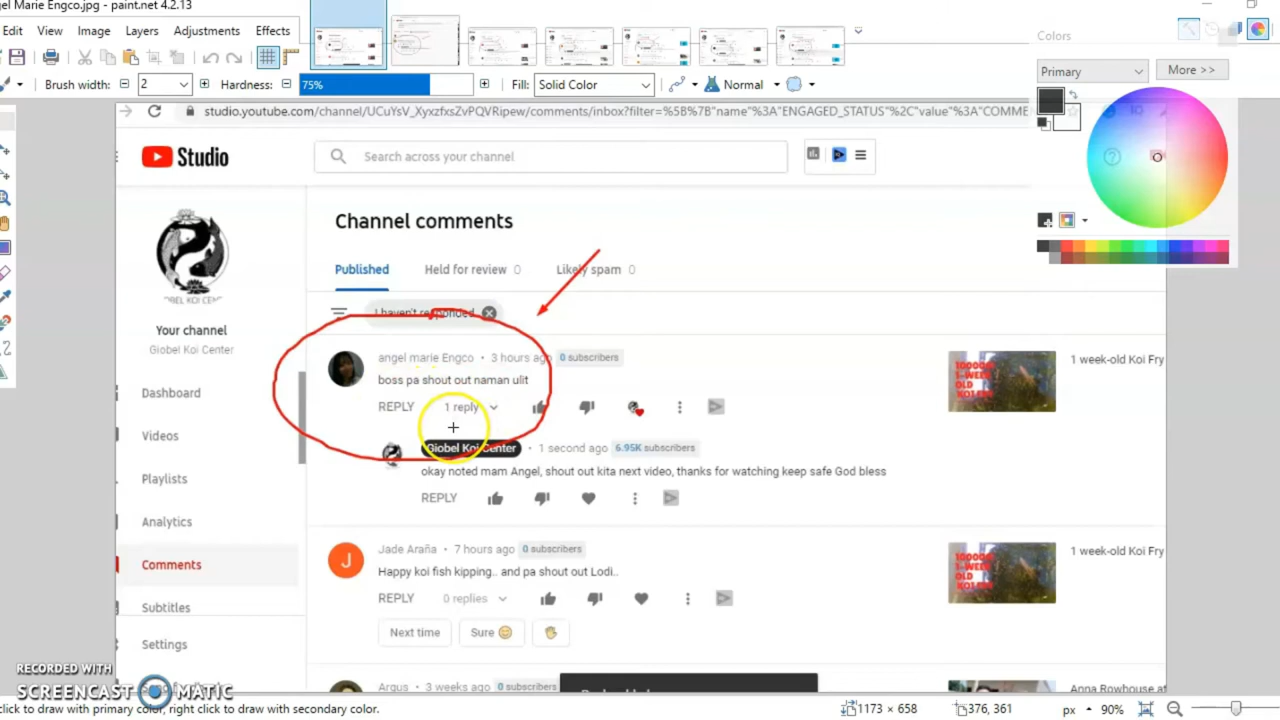 gel Marie Engco.jpg - paint.net 4.2.13
Edit View Image Layers Adjustments Effects
Colors
Brush width: 2 Hardness: 75% Fill: Solid Color Normal
Primary More >>
studio.youtube.com/channel/UCuYsV_XyxzfxsZvPQVRipew/comments/inbox?filter=%5B%7B"name"%3A"ENGAGED_STATUS"%2C"value"%3A"COMME
Studio
Search across your channel
Channel comments
Published Held for review 0 Likely spam 0
I haven't responded
Your channel
Giobel Koi Center
Dashboard
Videos
Playlists
Analytics
Comments
Subtitles
Settings
angel marie Engco • 3 hours ago 0 subscribers
boss pa shout out naman ulit
REPLY 1 reply
1 week-old Koi Fry
Giobel Koi Center • 1 second ago 6.95K subscribers
okay noted mam Angel, shout out kita next video, thanks for watching keep safe God bless
REPLY
Jade Araña • 7 hours ago 0 subscribers
Happy koi fish kipping.. and pa shout out Lodi..
REPLY 0 replies
1 week-old Koi Fry
Next time Sure
Argus • 3 weeks ago 0 subscribers
Anna Rowhouse at
RECORDED WITH
SCREENCAST MATIC
click to draw with primary color, right click to draw with secondary color.
1173 × 658 376, 361 px 90%